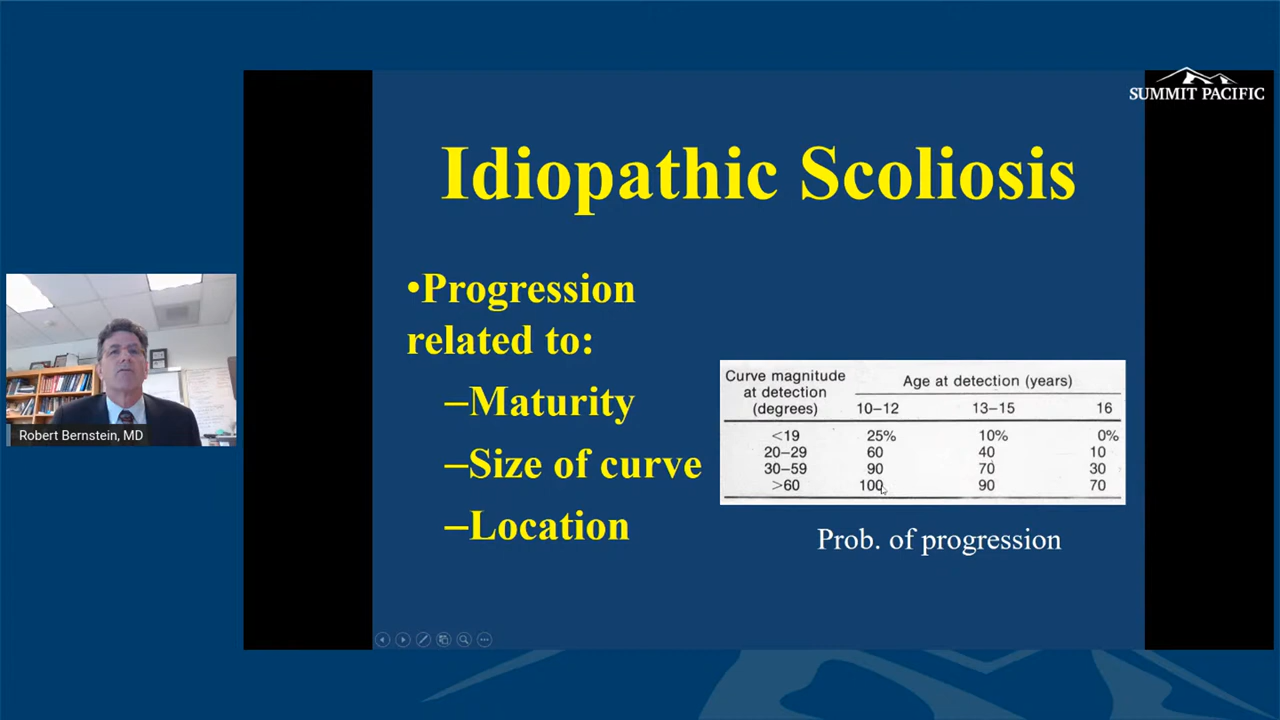 SUMMIT PACIFIC
Idiopathic Scoliosis
•Progression
related to:
–Maturity
–Size of curve
–Location
Curve magnitude
at detection
(degrees)
Age at detection (years)
10–12 13–15 16
<19 25% 10% 0%
20–29 60 40 10
30–59 90 70 30
>60 100 90 70
Prob. of progression
Robert Bernstein, MD